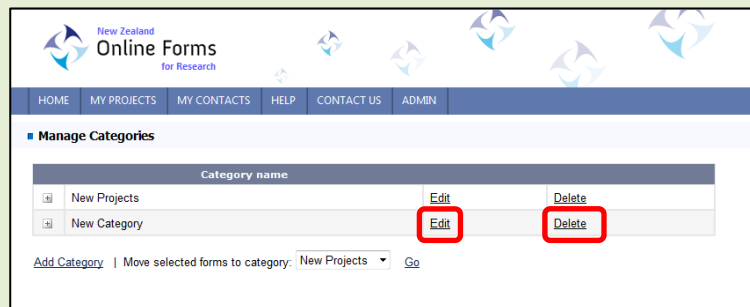 New Zealand
Online Forms
for Research
HOME MY PROJECTS MY CONTACTS HELP CONTACT US ADMIN
Manage Categories
Category name
New Projects Edit Delete
New Category Edit Delete
Add Category | Move selected forms to category: New Projects Go